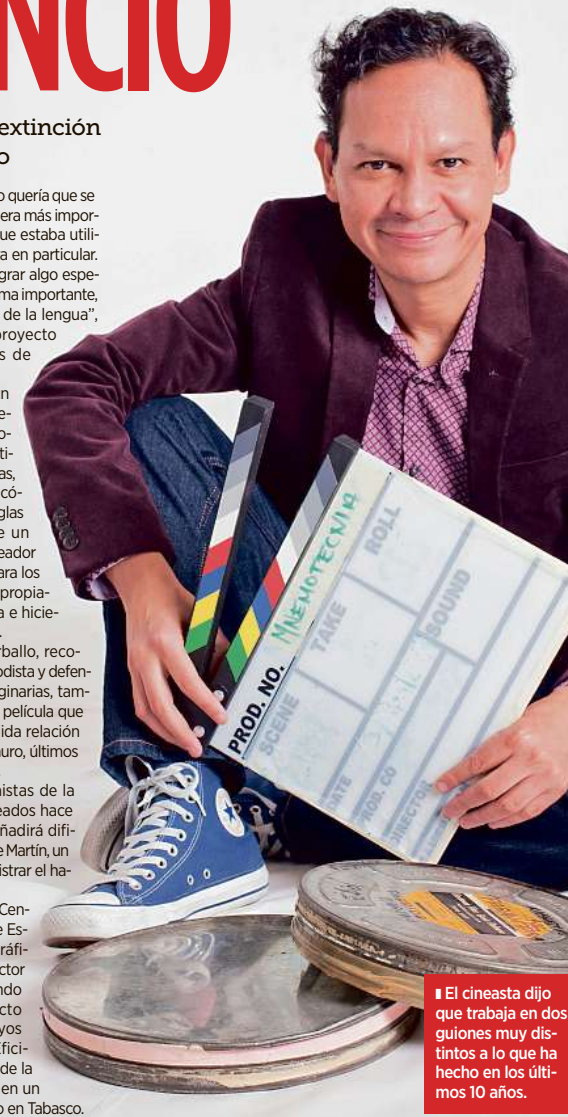 NCIO
extinción
o
o quería que se
era más impor-
ue estaba utili-
a en particular.
grar algo espe-
ma importante,
de la lengua”,
proyecto
s de
n
e-
o-
ti-
as,
có-
glas
e un
eador
ara los
propia-
a e hicie-
.
rballo, reco-
odista y defen-
ginarias, tam-
película que
ida relación
auro, últimos
nistas de la
eados hace
añadirá difi-
e Martín, un
istrar el ha-
Cen-
e Es-
ráfi-
ctor
ndo
cto
yos
Efici-
de la
en un
o en Tabasco.
PROD. NO. MNEMOTECNIA
SCENE
TAKE
ROLL
SOUND
DATE
PROD. CO
DIRECTOR
El cineasta dijo
que trabaja en dos
guiones muy dis-
tintos a lo que ha
hecho en los últi-
mos 10 años.